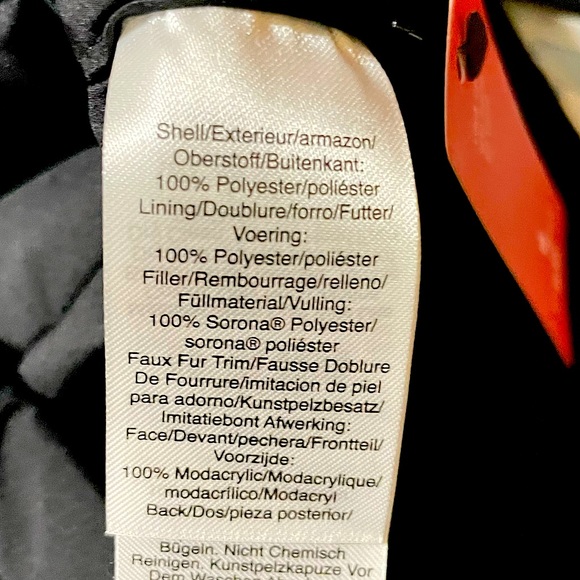 Shell/Exterieur/armazon/
Oberstoff/Buitenkant:
100% Polyester/poliéster
Lining/Doublure/forro/Futter/
Voering:
100% Polyester/poliéster
Filler/Rembourrage/relleno/
Füllmaterial/Vulling:
100% Sorona® Polyester/
sorona® poliéster
Faux Fur Trim/Fausse Doublure
De Fourrure/imitacion de piel
para adorno/Kunstpelzbesatz/
Imitatiebont Afwerking:
Face/Devant/pechera/Frontteil/
Voorzijde:
100% Modacrylic/Modacrylique/
modacrílico/Modacryl
Back/Dos/pieza posterior/
Bügeln. Nicht Chemisch
Reinigen. Kunstpelzkapuze Vor
Dem Waschen